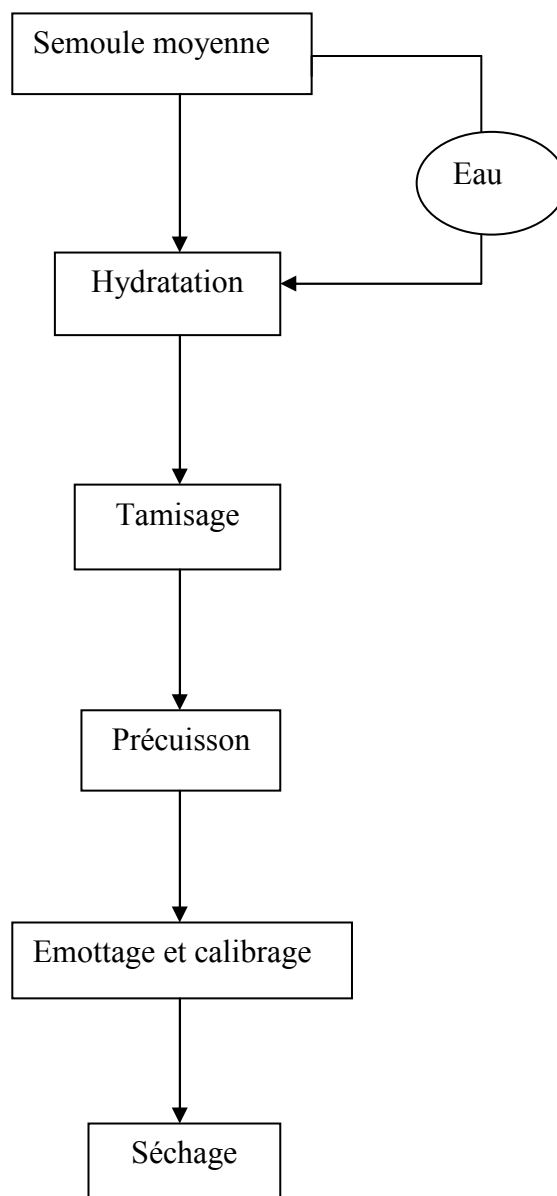 Semoule moyenne
Eau
Hydratation
Tamisage
Précuisson
Emottage et calibrage
Séchage